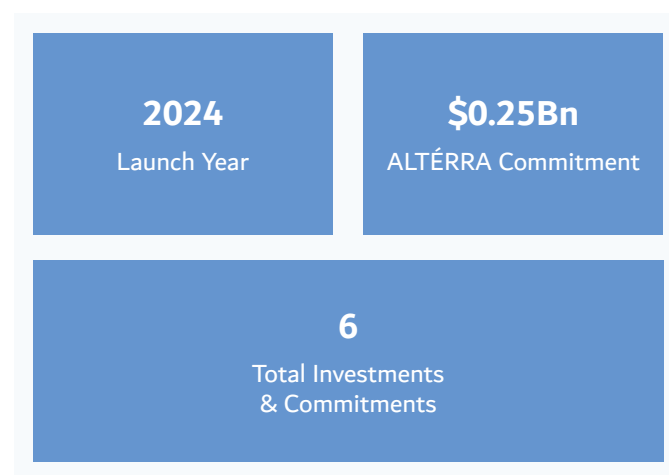 2024
Launch Year
$0.25Bn
ALTÉRRA Commitment
6
Total Investments
& Commitments